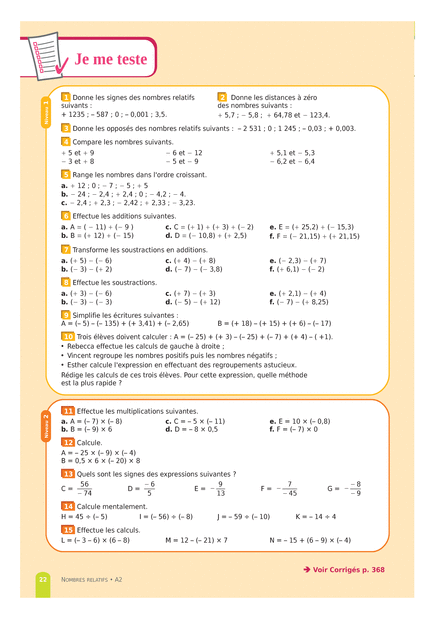 Je me teste
Niveau 1
1 Donne les signes des nombres relatifs suivants :
+ 1235 ; – 587 ; 0 ; – 0,001 ; 3,5.
2 Donne les distances à zéro des nombres suivants :
+ 5,7 ; − 5,8 ; + 64,78 et − 123,4.
3 Donne les opposés des nombres relatifs suivants : – 2 531 ; 0 ; 1 245 ; – 0,03 ; + 0,003.
4 Compare les nombres suivants.
+ 5 et + 9 − 6 et − 12 + 5,1 et − 5,3
− 3 et + 8 − 5 et − 9 − 6,2 et − 6,4
5 Range les nombres dans l'ordre croissant.
a. + 12 ; 0 ; − 7 ; − 5 ; + 5
b. − 24 ; − 2,4 ; + 2,4 ; 0 ; − 4,2 ; − 4.
c. − 2,4 ; + 2,3 ; − 2,42 ; + 2,33 ; − 3,23.
6 Effectue les additions suivantes.
a. A = ( − 11) + (− 9 ) c. C = (+ 1) + (+ 3) + (− 2) e. E = (+ 25,2) + (− 15,3)
b. B = (+ 12) + (− 15) d. D = (− 10,8) + (+ 2,5) f. F = (− 21,15) + (+ 21,15)
7 Transforme les soustractions en additions.
a. (+ 5) − (− 6) c. (+ 4) − (+ 8) e. (− 2,3) − (+ 7)
b. (− 3) − (+ 2) d. (− 7) − (− 3,8) f. (+ 6,1) − (− 2)
8 Effectue les soustractions.
a. (+ 3) − (− 6) c. (+ 7) − (+ 3) e. (+ 2,1) − (+ 4)
b. (− 3) − (− 3) d. (− 5) − (+ 12) f. (− 7) − (+ 8,25)
9 Simplifie les écritures suivantes :
A = (– 5) – (– 135) + (+ 3,41) + (– 2,65) B = (+ 18) – (+ 15) + (+ 6) – (– 17)
10 Trois élèves doivent calculer : A = (– 25) + (+ 3) – (– 25) + (– 7) + (+ 4) – ( +1).
• Rebecca effectue les calculs de gauche à droite ;
• Vincent regroupe les nombres positifs puis les nombres négatifs ;
• Esther calcule l'expression en effectuant des regroupements astucieux.
Rédige les calculs de ces trois élèves. Pour cette expression, quelle méthode
est la plus rapide ?
Niveau 2
11 Effectue les multiplications suivantes.
a. A = (– 7) × (– 8) c. C = – 5 × (– 11) e. E = 10 × (– 0,8)
b. B = (– 9) × 6 d. D = – 8 × 0,5 f. F = (– 7) × 0
12 Calcule.
A = – 25 × (– 9) × (– 4)
B = 0,5 × 6 × (– 20) × 8
13 Quels sont les signes des expressions suivantes ?
C = 56/− 74 D = − 6/5 E = − 9/13 F = − 7/− 45 G = − − 8/− 9
14 Calcule mentalement.
H = 45 ÷ (– 5) I = (– 56) ÷ (– 8) J = – 59 ÷ (– 10) K = – 14 ÷ 4
15 Effectue les calculs.
L = (– 3 – 6) × (6 – 8) M = 12 – (– 21) × 7 N = – 15 + (6 – 9) × (– 4)
➔ Voir Corrigés p. 368
22 NOMBRES RELATIFS • A2